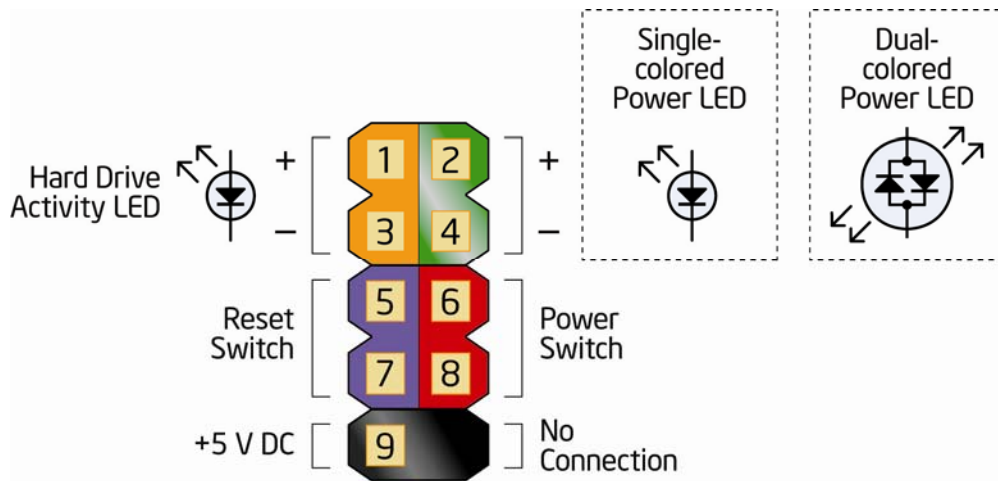 Single-
colored
Power LED
Dual-
colored
Power LED
Hard Drive
Activity LED
+
−
1 2
3 4
+
−
Reset
Switch
5 6
7 8
Power
Switch
+5 V DC
9
No
Connection